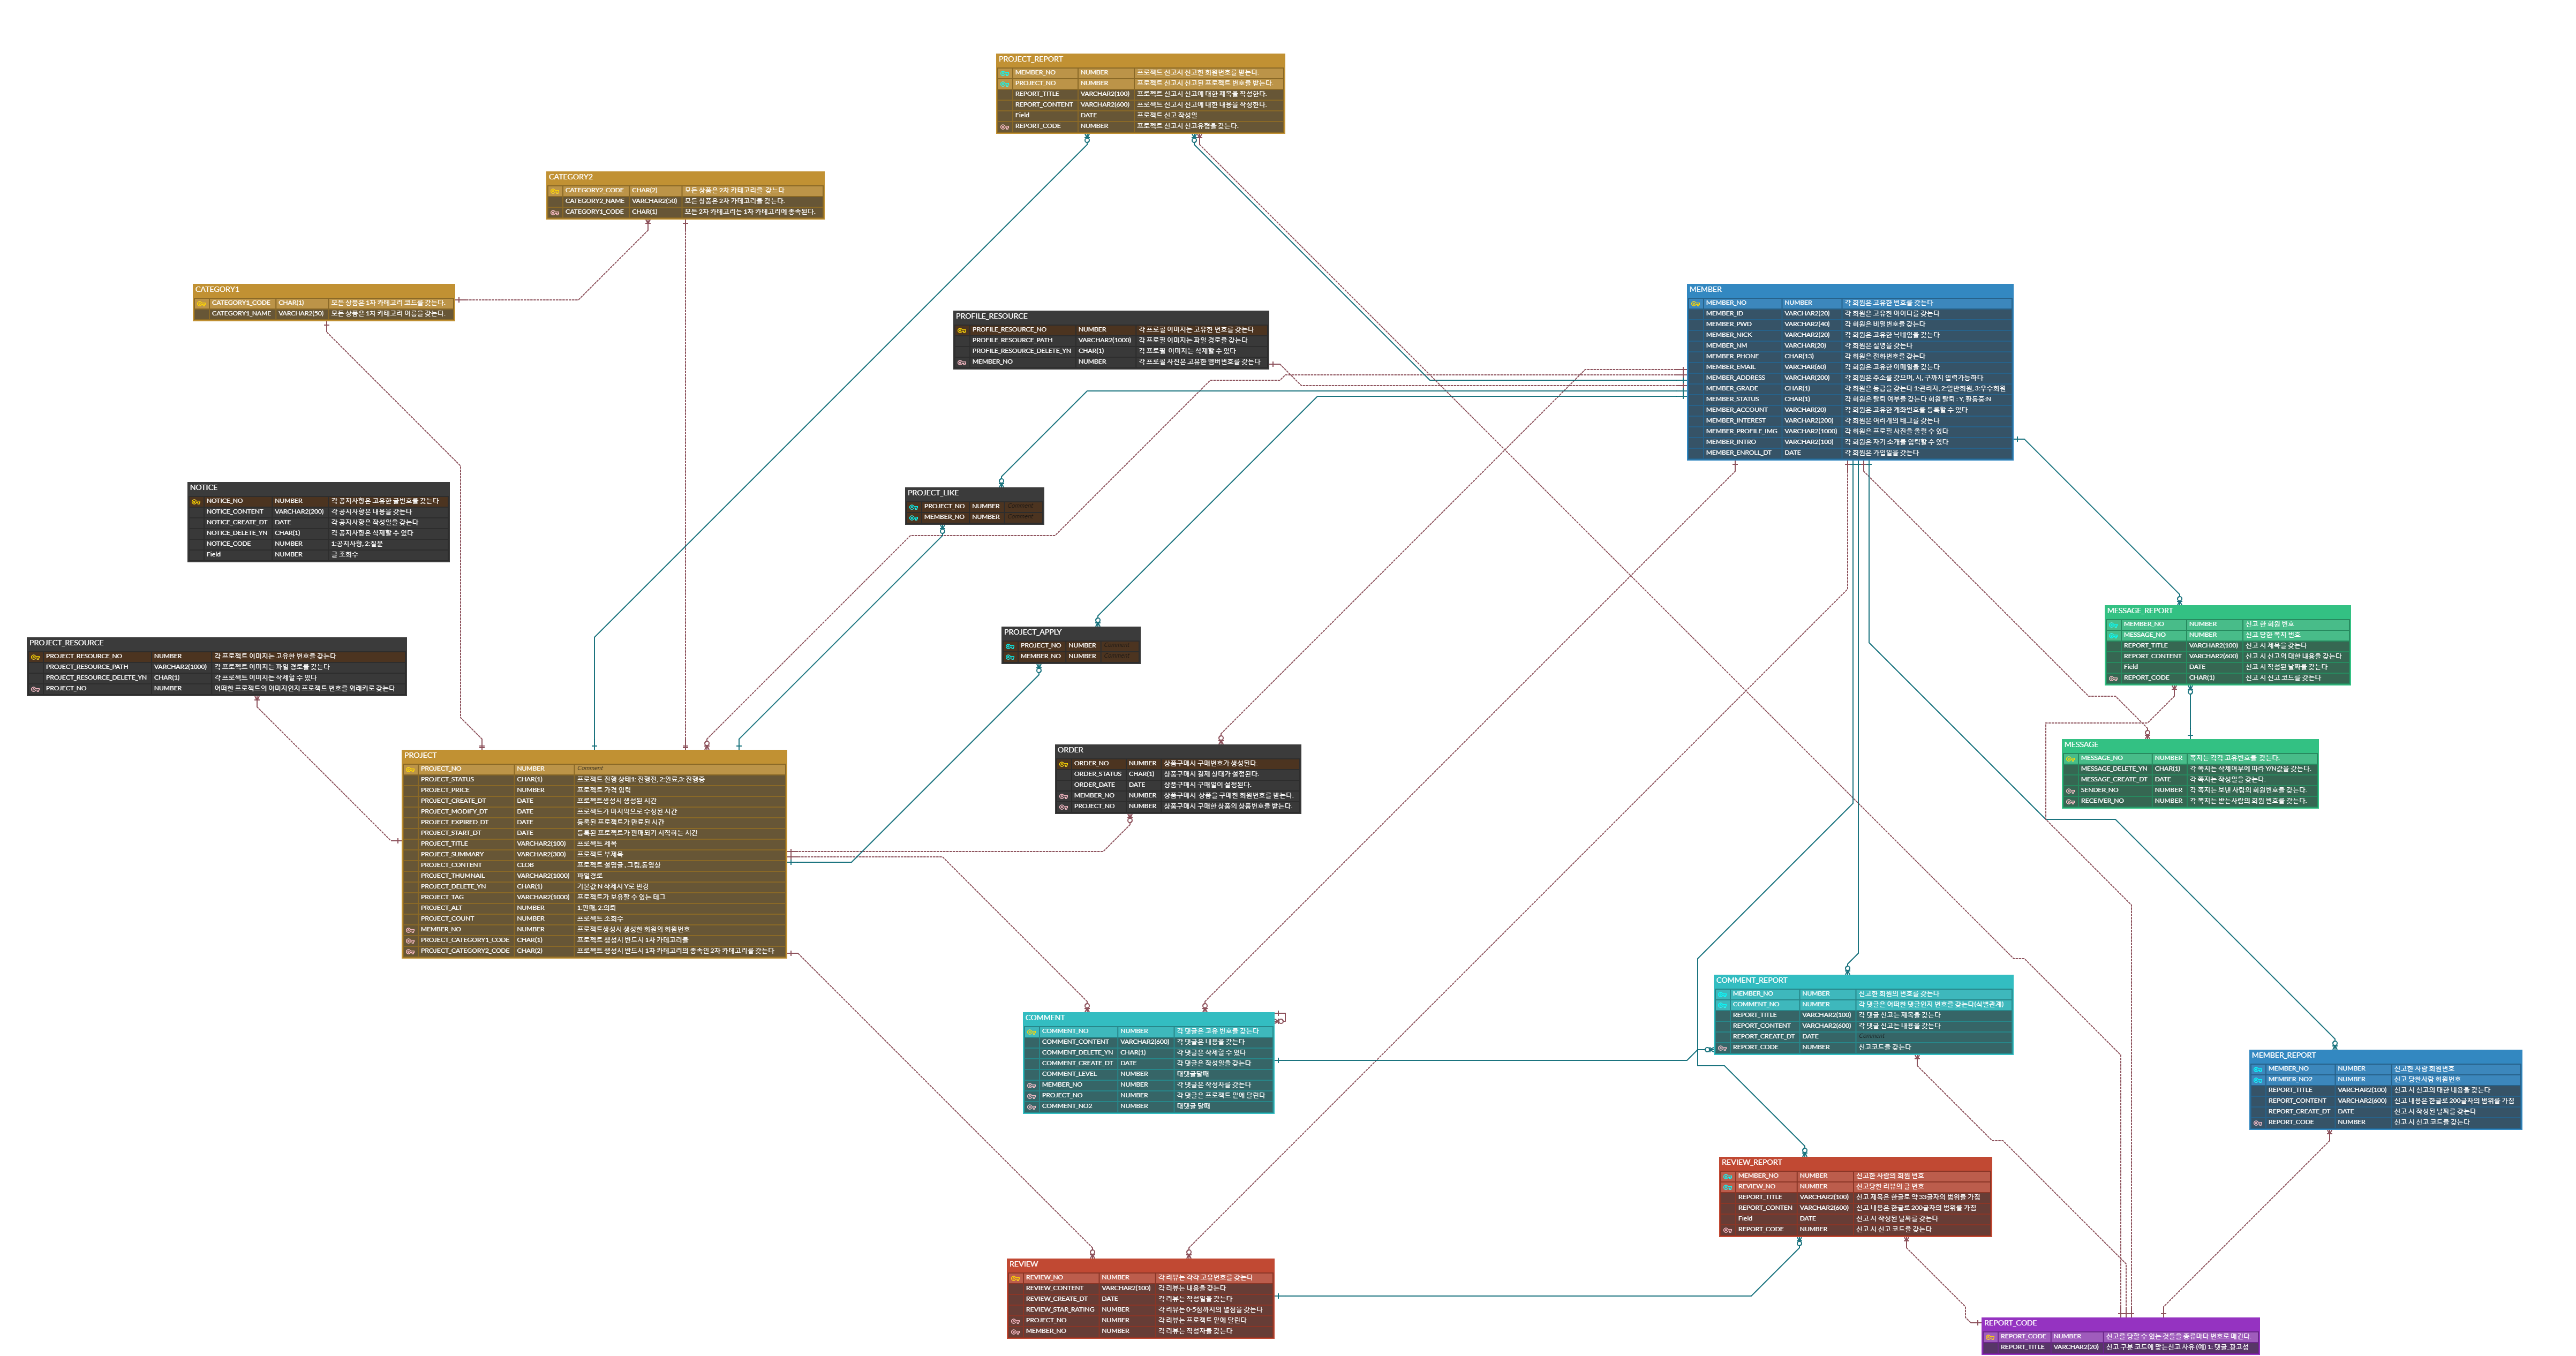 PROJECT_REPORT
MEMBER_NO NUMBER 프로젝트 신고시 신고한 회원번호를 받는다.
PROJECT_NO NUMBER 프로젝트 신고시 신고된 프로젝트 번호를 받는다.
REPORT_TITLE VARCHAR2(100) 프로젝트 신고시 신고에 대한 제목을 작성한다.
REPORT_CONTENT VARCHAR2(600) 프로젝트 신고시 신고에 대한 내용을 작성한다.
Field DATE 프로젝트 신고 작성일
REPORT_CODE NUMBER 프로젝트 신고시 신고유형을 갖는다.
CATEGORY2
CATEGORY2_CODE CHAR(2) 모든 상품은 2차 카테고리를 갖느다
CATEGORY2_NAME VARCHAR2(50) 모든 상품은 2차 카테고리를 갖는다.
CATEGORY1_CODE CHAR(1) 모든 2차 카테고리는 1차 카테고리에 종속된다.
CATEGORY1
CATEGORY1_CODE CHAR(1) 모든 상품은 1차 카테고리 코드를 갖는다.
CATEGORY1_NAME VARCHAR2(50) 모든 상품은 1차 카테고리 이름을 갖는다.
PROFILE_RESOURCE
PROFILE_RESOURCE_NO NUMBER 각 프로필 이미지는 고유한 번호를 갖는다
PROFILE_RESOURCE_PATH VARCHAR2(1000) 각 프로필 이미지는 파일 경로를 갖는다
PROFILE_RESOURCE_DELETE_YN CHAR(1) 각 프로필 이미지는 삭제할 수 있다
MEMBER_NO NUMBER 각 프로필 사진은 고유한 멤버번호를 갖는다
MEMBER
MEMBER_NO NUMBER 각 회원은 고유한 번호를 갖는다
MEMBER_ID VARCHAR2(20) 각 회원은 고유한 아이디를 갖는다
MEMBER_PWD VARCHAR2(40) 각 회원은 비밀번호를 갖는다
MEMBER_NICK VARCHAR2(20) 각 회원은 고유한 닉네임을 갖는다
MEMBER_NM VARCHAR(20) 각 회원은 실명을 갖는다
MEMBER_PHONE CHAR(13) 각 회원은 전화번호를 갖는다
MEMBER_EMAIL VARCHAR(60) 각 회원은 고유한 이메일을 갖는다
MEMBER_ADDRESS VARCHAR(200) 각 회원은 주소를 갖으며, 시, 구까지 입력가능하다
MEMBER_GRADE CHAR(1) 각 회원은 등급을 갖는다 1:관리자, 2:일반회원, 3:우수회원
MEMBER_STATUS CHAR(1) 각 회원은 탈퇴 여부를 갖는다 회원 탈퇴 : Y, 활동중:N
MEMBER_ACCOUNT VARCHAR(20) 각 회원은 고유한 계좌번호를 등록할 수 있다
MEMBER_INTEREST VARCHAR2(200) 각 회원은 여러개의 태그를 갖는다
MEMBER_PROFILE_IMG VARCHAR2(1000) 각 회원은 프로필 사진을 올릴 수 있다
MEMBER_INTRO VARCHAR2(100) 각 회원은 자기 소개를 입력할 수 있다
MEMBER_ENROLL_DT DATE 각 회원은 가입일을 갖는다
NOTICE
NOTICE_NO NUMBER 각 공지사항은 고유한 글번호를 갖는다
NOTICE_CONTENT VARCHAR2(200) 각 공지사항은 내용을 갖는다
NOTICE_CREATE_DT DATE 각 공지사항은 작성일을 갖는다
NOTICE_DELETE_YN CHAR(1) 각 공지사항은 삭제할 수 있다
NOTICE_CODE NUMBER 1:공지사항, 2:질문
Field NUMBER 글 조회수
PROJECT_LIKE
PROJECT_NO NUMBER Comment
MEMBER_NO NUMBER Comment
PROJECT_APPLY
PROJECT_NO NUMBER Comment
MEMBER_NO NUMBER Comment
MESSAGE_REPORT
MEMBER_NO NUMBER 신고 한 회원 번호
MESSAGE_NO NUMBER 신고 당한 쪽지 번호
REPORT_TITLE VARCHAR2(100) 신고 시 제목을 갖는다
REPORT_CONTENT VARCHAR2(600) 신고 시 신고의 대한 내용을 갖는다
Field DATE 신고 시 작성된 날짜를 갖는다
REPORT_CODE CHAR(1) 신고 시 신고 코드를 갖는다
PROJECT_RESOURCE
PROJECT_RESOURCE_NO NUMBER 각 프로젝트 이미지는 고유한 번호를 갖는다
PROJECT_RESOURCE_PATH VARCHAR2(1000) 각 프로젝트 이미지는 파일 경로를 갖는다
PROJECT_RESOURCE_DELETE_YN CHAR(1) 각 프로젝트 이미지는 삭제할 수 있다
PROJECT_NO NUMBER 어떠한 프로젝트의 이미지인지 프로젝트 번호를 외래키로 갖는다
MESSAGE
MESSAGE_NO NUMBER 쪽지는 각각 고유번호를 갖는다.
MESSAGE_DELETE_YN CHAR(1) 각 쪽지는 삭제여부에 따라 Y/N값을 갖는다.
MESSAGE_CREATE_DT DATE 각 쪽지는 작성일을 갖는다.
SENDER_NO NUMBER 각 쪽지는 보낸 사람의 회원번호를 갖는다.
RECEIVER_NO NUMBER 각 쪽지는 받는사람의 회원 번호를 갖는다.
PROJECT
PROJECT_NO NUMBER Comment
PROJECT_STATUS CHAR(1) 프로젝트 진행 상태1: 진행전, 2:완료,3: 진행중
PROJECT_PRICE NUMBER 프로젝트 가격 입력
PROJECT_CREATE_DT DATE 프로젝트생성시 생성된 시간
PROJECT_MODIFY_DT DATE 프로젝트가 마지막으로 수정된 시간
PROJECT_EXPIRED_DT DATE 등록된 프로젝트가 만료된 시간
PROJECT_START_DT DATE 등록된 프로젝트가 판매되기 시작하는 시간
PROJECT_TITLE VARCHAR2(100) 프로젝트 제목
PROJECT_SUMMARY VARCHAR2(300) 프로젝트 부제목
PROJECT_CONTENT CLOB 프로젝트 설명글 , 그림,동영상
PROJECT_THUMNAIL VARCHAR2(1000) 파일경로
PROJECT_DELETE_YN CHAR(1) 기본값 N 삭제시 Y로 변경
PROJECT_TAG VARCHAR2(1000) 프로젝트가 보유할 수 있는 태그
PROJECT_ALT NUMBER 1:판매, 2:의뢰
PROJECT_COUNT NUMBER 프로젝트 조회수
MEMBER_NO NUMBER 프로젝트생성시 생성한 회원의 회원번호
PROJECT_CATEGORY1_CODE CHAR(1) 프로젝트 생성시 반드시 1차 카테고리를
PROJECT_CATEGORY2_CODE CHAR(2) 프로젝트 생성시 반드시 1차 카테고리의 종속인 2차 카테고리를 갖는다
ORDER
ORDER_NO NUMBER 상품구매시 구매번호가 생성된다.
ORDER_STATUS CHAR(1) 상품구매시 결제 상태가 설정된다.
ORDER_DATE DATE 상품구매시 구매일이 설정된다.
MEMBER_NO NUMBER 상품구매시 상품을 구매한 회원번호를 받는다.
PROJECT_NO NUMBER 상품구매시 구매한 상품의 상품번호를 받는다.
COMMENT_REPORT
MEMBER_NO NUMBER 신고한 회원의 번호를 갖는다
COMMENT_NO NUMBER 각 댓글은 어떠한 댓글인지 번호를 갖는다(식별관계)
REPORT_TITLE VARCHAR2(100) 각 댓글 신고는 제목을 갖는다
REPORT_CONTENT VARCHAR2(600) 각 댓글 신고는 내용을 갖는다
REPORT_CREATE_DT DATE Comment
REPORT_CODE NUMBER 신고코드를 갖는다
COMMENT
COMMENT_NO NUMBER 각 댓글은 고유 번호를 갖는다
COMMENT_CONTENT VARCHAR2(600) 각 댓글은 내용을 갖는다
COMMENT_DELETE_YN CHAR(1) 각 댓글은 삭제할 수 있다
COMMENT_CREATE_DT DATE 각 댓글은 작성일을 갖는다
COMMENT_LEVEL NUMBER 대댓글달때
MEMBER_NO NUMBER 각 댓글은 작성자를 갖는다
PROJECT_NO NUMBER 각 댓글은 프로젝트 밑에 달린다
COMMENT_NO2 NUMBER 대댓글 달때
MEMBER_REPORT
MEMBER_NO NUMBER 신고한 사람 회원번호
MEMBER_NO2 NUMBER 신고 당한사람 회원번호
REPORT_TITLE VARCHAR2(100) 신고 시 신고의 대한 내용을 갖는다
REPORT_CONTENT VARCHAR2(600) 신고 내용은 한글로 200글자의 범위를 가짐
REPORT_CREATE_DT DATE 신고 시 작성된 날짜를 갖는다
REPORT_CODE NUMBER 신고 시 신고 코드를 갖는다
REVIEW_REPORT
MEMBER_NO NUMBER 신고한 사람의 회원 번호
REVIEW_NO NUMBER 신고당한 리뷰의 글 번호
REPORT_TITLE VARCHAR2(100) 신고 제목은 한글로 약 33글자의 범위를 가짐
REPORT_CONTEN VARCHAR2(600) 신고 내용은 한글로 200글자의 범위를 가짐
Field DATE 신고 시 작성된 날짜를 갖는다
REPORT_CODE NUMBER 신고 시 신고 코드를 갖는다
REVIEW
REVIEW_NO NUMBER 각 리뷰는 각각 고유번호를 갖는다
REVIEW_CONTENT VARCHAR2(100) 각 리뷰는 내용을 갖는다
REVIEW_CREATE_DT DATE 각 리뷰는 작성일을 갖는다
REVIEW_STAR_RATING NUMBER 각 리뷰는 0-5점까지의 별점을 갖는다
PROJECT_NO NUMBER 각 리뷰는 프로젝트 밑에 달린다
MEMBER_NO NUMBER 각 리뷰는 작성자를 갖는다
REPORT_CODE
REPORT_CODE NUMBER 신고를 당할 수 있는 것들을 종류마다 번호로 매긴다.
REPORT_TITLE VARCHAR2(20) 신고 구분 코드에 맞는신고 사유 (예) 1: 댓글_광고성